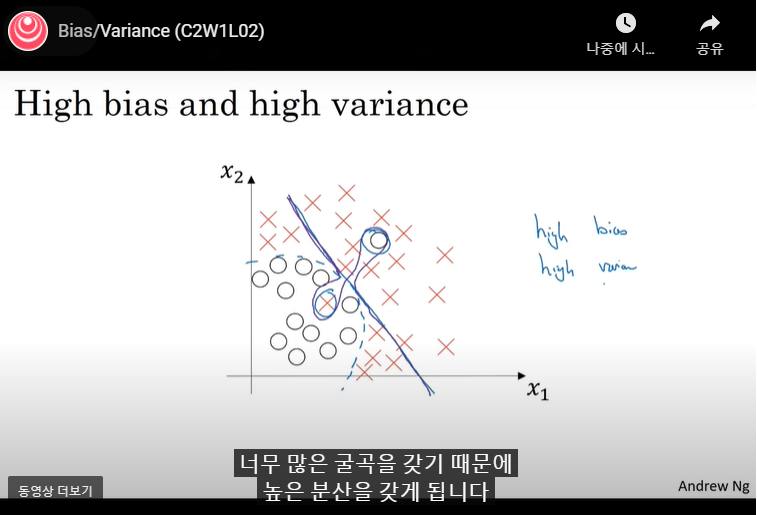 Bias/Variance (C2W1L02)
나중에 시...
공유
High bias and high variance
x₂
high bias
high varian
x₁
너무 많은 굴곡을 갖기 때문에
높은 분산을 갖게 됩니다
동영상 더보기
Andrew Ng